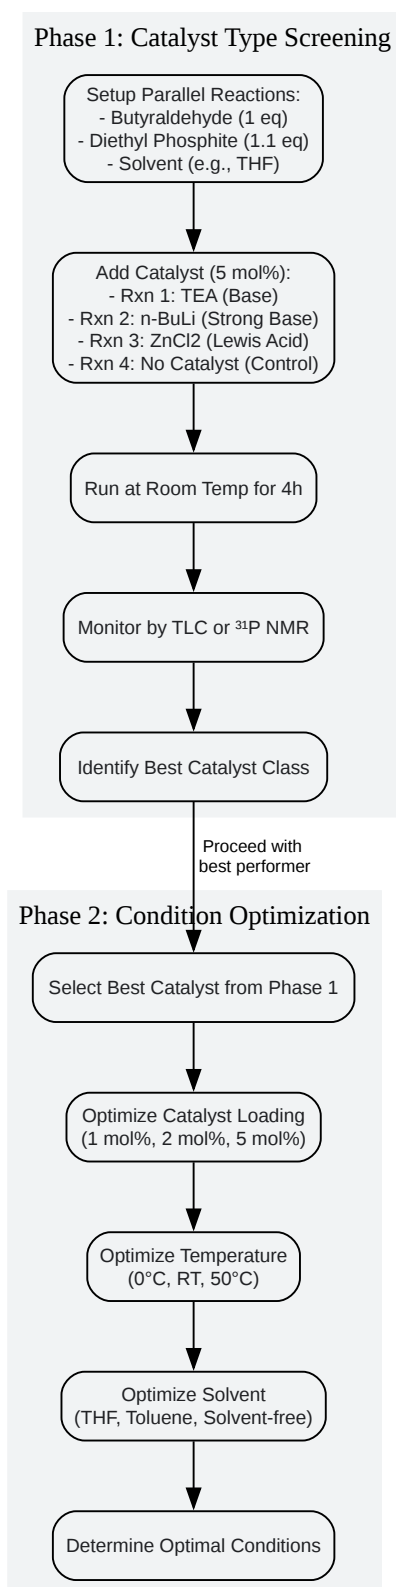 Phase 1: Catalyst Type Screening
Setup Parallel Reactions:
- Butyraldehyde (1 eq)
- Diethyl Phosphite (1.1 eq)
- Solvent (e.g., THF)
Add Catalyst (5 mol%):
- Rxn 1: TEA (Base)
- Rxn 2: n-BuLi (Strong Base)
- Rxn 3: ZnCl2 (Lewis Acid)
- Rxn 4: No Catalyst (Control)
Run at Room Temp for 4h
Monitor by TLC or ³¹P NMR
Identify Best Catalyst Class
Proceed with
best performer
Phase 2: Condition Optimization
Select Best Catalyst from Phase 1
Optimize Catalyst Loading
(1 mol%, 2 mol%, 5 mol%)
Optimize Temperature
(0°C, RT, 50°C)
Optimize Solvent
(THF, Toluene, Solvent-free)
Determine Optimal Conditions